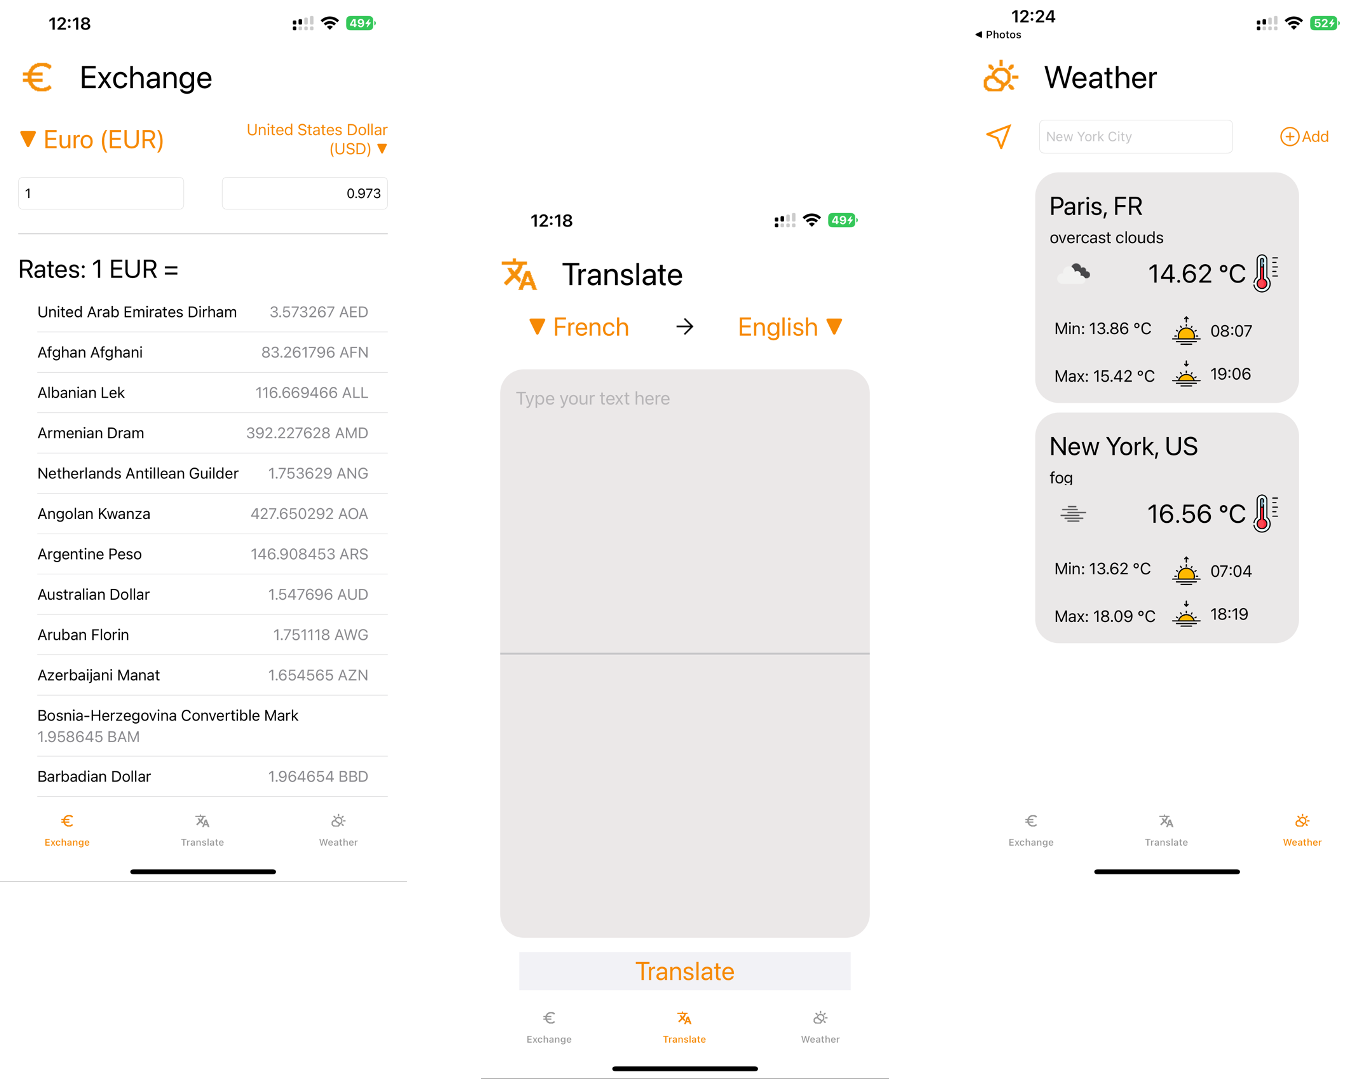 12:18
49
€ Exchange
▼ Euro (EUR)
United States Dollar
(USD) ▼
1
0.973
Rates: 1 EUR =
United Arab Emirates Dirham 3.573267 AED
Afghan Afghani 83.261796 AFN
Albanian Lek 116.669466 ALL
Armenian Dram 392.227628 AMD
Netherlands Antillean Guilder 1.753629 ANG
Angolan Kwanza 427.650292 AOA
Argentine Peso 146.908453 ARS
Australian Dollar 1.547696 AUD
Aruban Florin 1.751118 AWG
Azerbaijani Manat 1.654565 AZN
Bosnia-Herzegovina Convertible Mark
1.958645 BAM
Barbadian Dollar 1.964654 BBD
€
Exchange Translate Weather
12:18
49
Translate
▼ French → English ▼
Type your text here
Translate
€
Exchange Translate Weather
12:24
52
◀ Photos
Weather
New York City
Add
Paris, FR
overcast clouds
14.62 °C
Min: 13.86 °C 08:07
Max: 15.42 °C 19:06
New York, US
fog
16.56 °C
Min: 13.62 °C 07:04
Max: 18.09 °C 18:19
€
Exchange Translate Weather